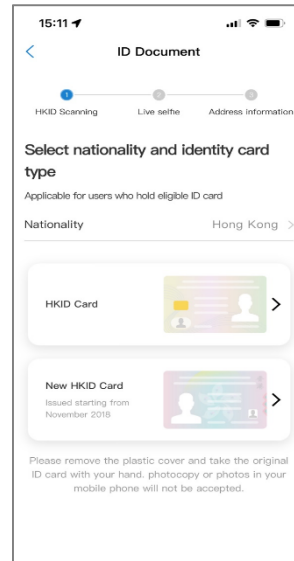 15:11
ID Document
1 2 3
HKID Scanning Live selfie Address information
Select nationality and identity card
type
Applicable for users who hold eligible ID card
Nationality Hong Kong
HKID Card
New HKID Card
Issued starting from
November 2018
Please remove the plastic cover and take the original
ID card with your hand. photocopy or photos in your
mobile phone will not be accepted.